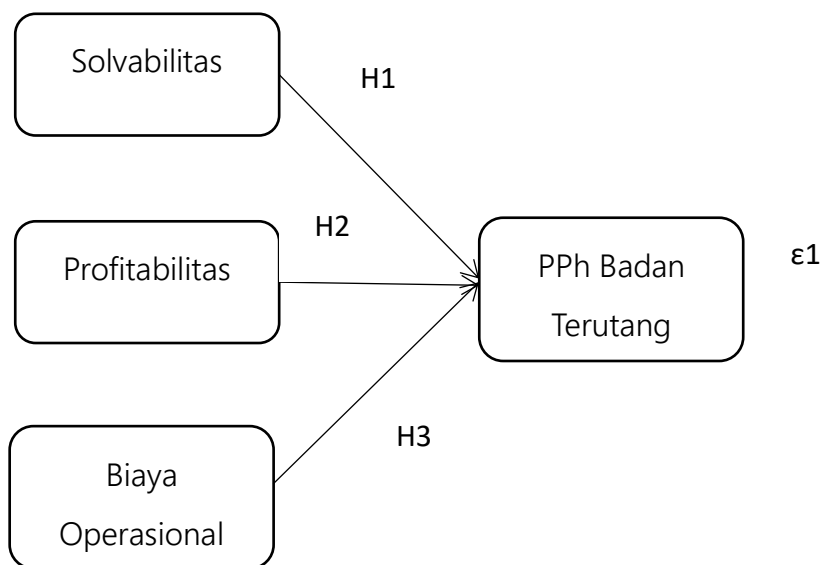 Solvabilitas
H1
H2
Profitabilitas
PPh Badan
Terutang
ε1
H3
Biaya
Operasional